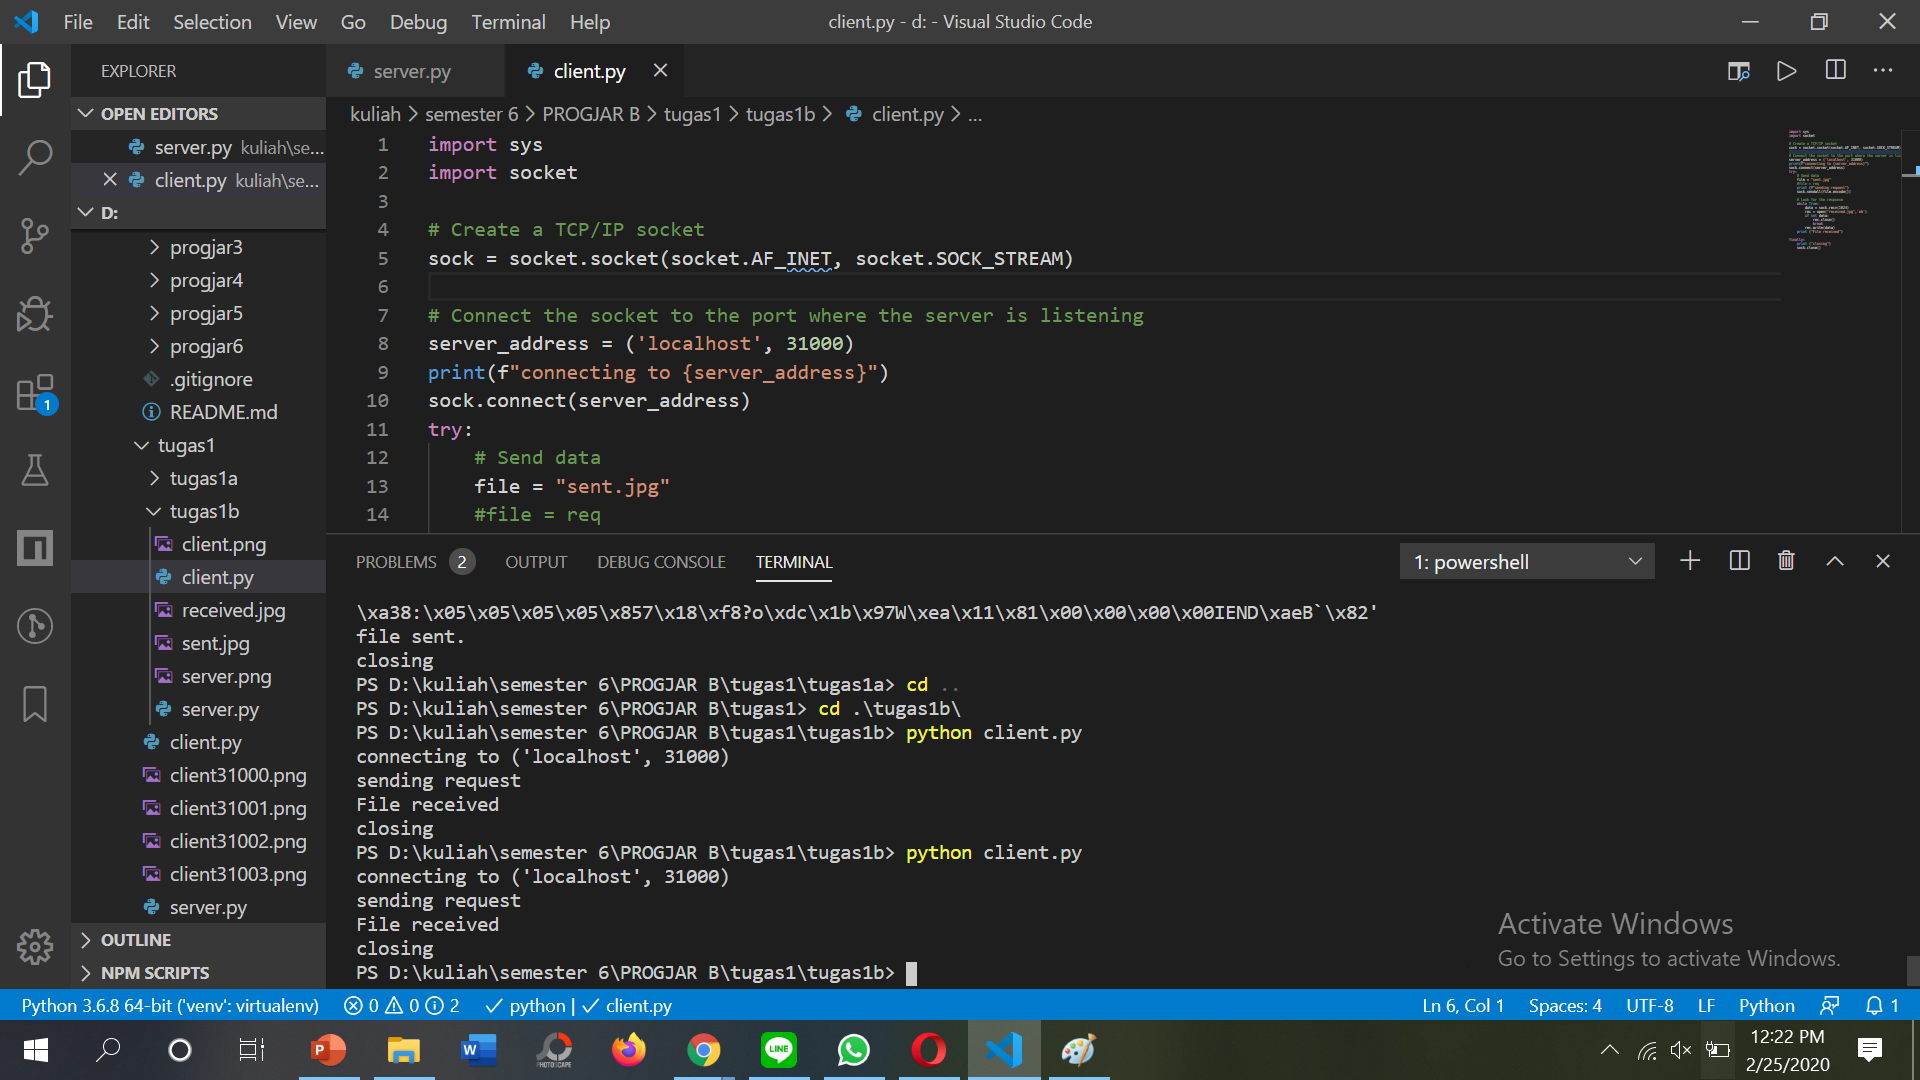 File Edit Selection View Go Debug Terminal Help
client.py - d: - Visual Studio Code
EXPLORER
OPEN EDITORS
server.py kuliah\se...
client.py kuliah\se...
D:
progjar3
progjar4
progjar5
progjar6
.gitignore
README.md
tugas1
tugas1a
tugas1b
client.png
client.py
received.jpg
sent.jpg
server.png
server.py
client.py
client31000.png
client31001.png
client31002.png
client31003.png
server.py
OUTLINE
NPM SCRIPTS
1
server.py
client.py
kuliah > semester 6 > PROGJAR B > tugas1 > tugas1b > client.py > ...
1 import sys
2 import socket
3
4 # Create a TCP/IP socket
5 sock = socket.socket(socket.AF_INET, socket.SOCK_STREAM)
6
7 # Connect the socket to the port where the server is listening
8 server_address = ('localhost', 31000)
9 print(f"connecting to {server_address}")
10 sock.connect(server_address)
11 try:
12 # Send data
13 file = "sent.jpg"
14 #file = req
PROBLEMS 2 OUTPUT DEBUG CONSOLE TERMINAL
1: powershell
\xa38:\x05\x05\x05\x05\x857\x18\xf8?o\xdc\x1b\x97W\xea\x11\x81\x00\x00\x00\x00IEND\xaeB`\x82'
file sent.
closing
PS D:\kuliah\semester 6\PROGJAR B\tugas1\tugas1a> cd ..
PS D:\kuliah\semester 6\PROGJAR B\tugas1> cd .\tugas1b\
PS D:\kuliah\semester 6\PROGJAR B\tugas1\tugas1b> python client.py
connecting to ('localhost', 31000)
sending request
File received
closing
PS D:\kuliah\semester 6\PROGJAR B\tugas1\tugas1b> python client.py
connecting to ('localhost', 31000)
sending request
File received
closing
PS D:\kuliah\semester 6\PROGJAR B\tugas1\tugas1b>
Activate Windows
Go to Settings to activate Windows.
Python 3.6.8 64-bit ('venv': virtualenv) 0 0 2 python | client.py
Ln 6, Col 1 Spaces: 4 UTF-8 LF Python 1
P
W
PHOTOSCAPE
LINE
12:22 PM
2/25/2020